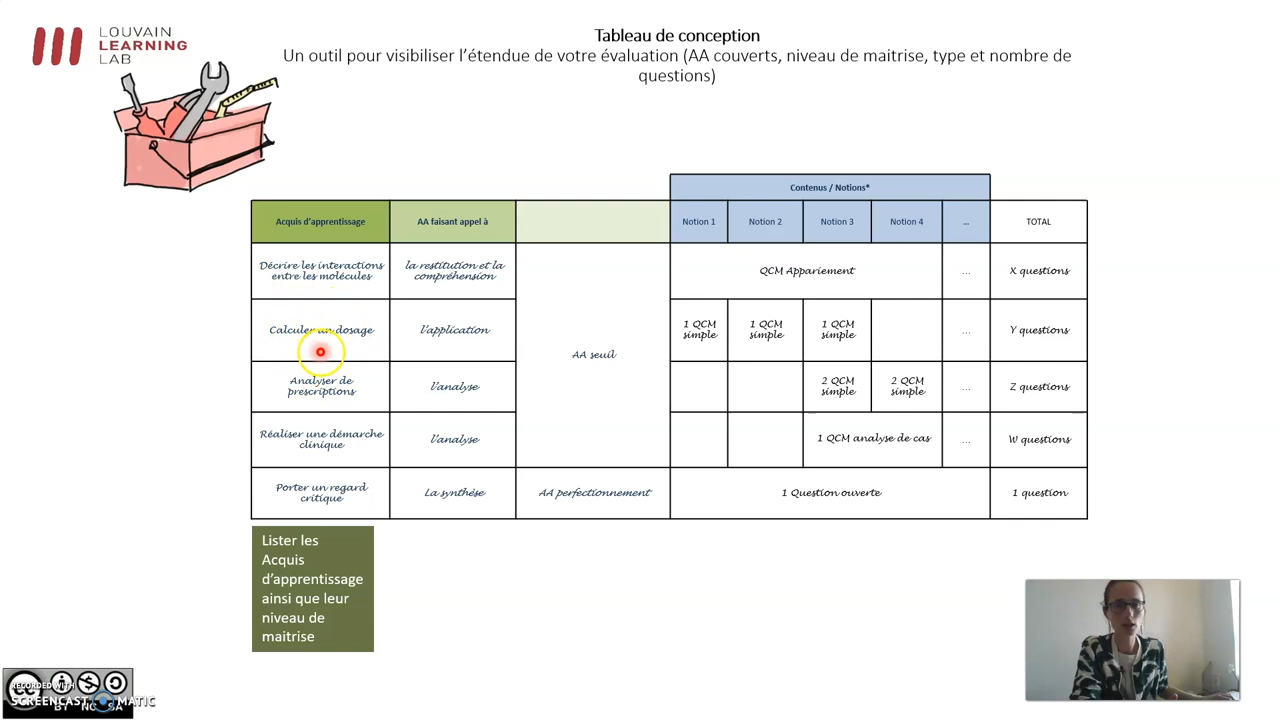 LOUVAIN
LEARNING
LAB
Tableau de conception
Un outil pour visibiliser l'étendue de votre évaluation (AA couverts, niveau de maitrise, type et nombre de
questions)
Contenus / Notions*
Acquis d'apprentissage
AA faisant appel à
Notion 1
Notion 2
Notion 3
Notion 4
...
TOTAL
Décrire les interactions
entre les molécules
la restitution et la
compréhension
QCM Appariement
...
X questions
Calculer un dosage
l'application
AA seuil
1 QCM
simple
1 QCM
simple
1 QCM
simple
...
Y questions
Analyser de
prescriptions
l'analyse
2 QCM
simple
2 QCM
simple
...
Z questions
Réaliser une démarche
clinique
l'analyse
1 QCM analyse de cas
...
W questions
Porter un regard
critique
La synthèse
AA perfectionnement
1 Question ouverte
1 question
Lister les
Acquis
d'apprentissage
ainsi que leur
niveau de
maitrise
RECORDED WITH
SCREENCAST MATIC
BY